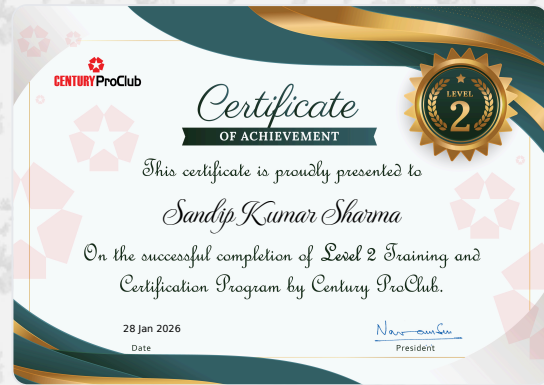 CENTURY ProClub
LEVEL
2
Certificate
OF ACHIEVEMENT
This certificate is proudly presented to
Sandip Kumar Sharma
On the successful completion of Level 2 Training and
Certification Program by Century ProClub.
28 Jan 2026
Date
President